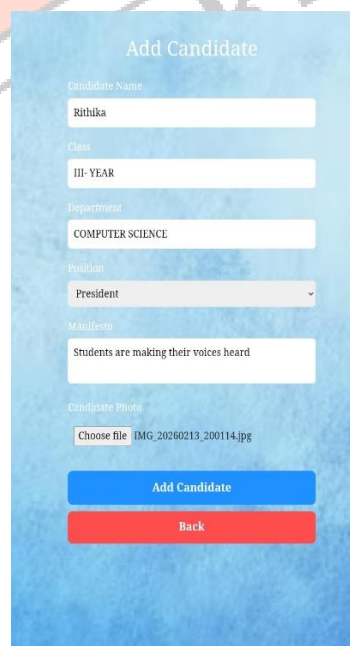 Add Candidate
Candidate Name
Rithika
Class
III- YEAR
Department
COMPUTER SCIENCE
Position
President
Manifesto
Students are making their voices heard
Candidate Photo
Choose file IMG_20260213_200114.jpg
Add Candidate
Back